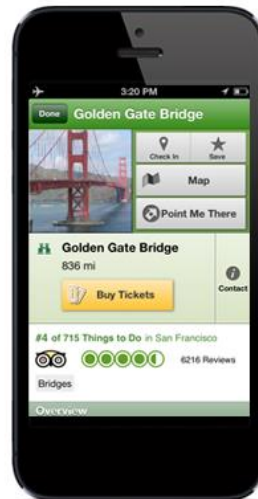 3:20 PM
Done
Golden Gate Bridge
Check In
Save
Map
Point Me There
Golden Gate Bridge
836 mi
Buy Tickets
Contact
#4 of 715 Things to Do in San Francisco
6216 Reviews
Bridges
Overview